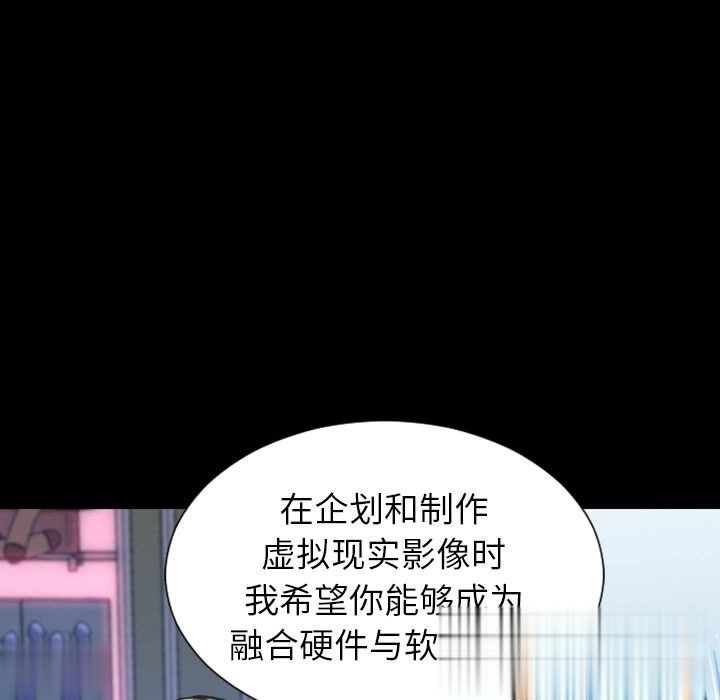 在企划和制作
虚拟现实影像时
我希望你能够成为
融合硬件与软